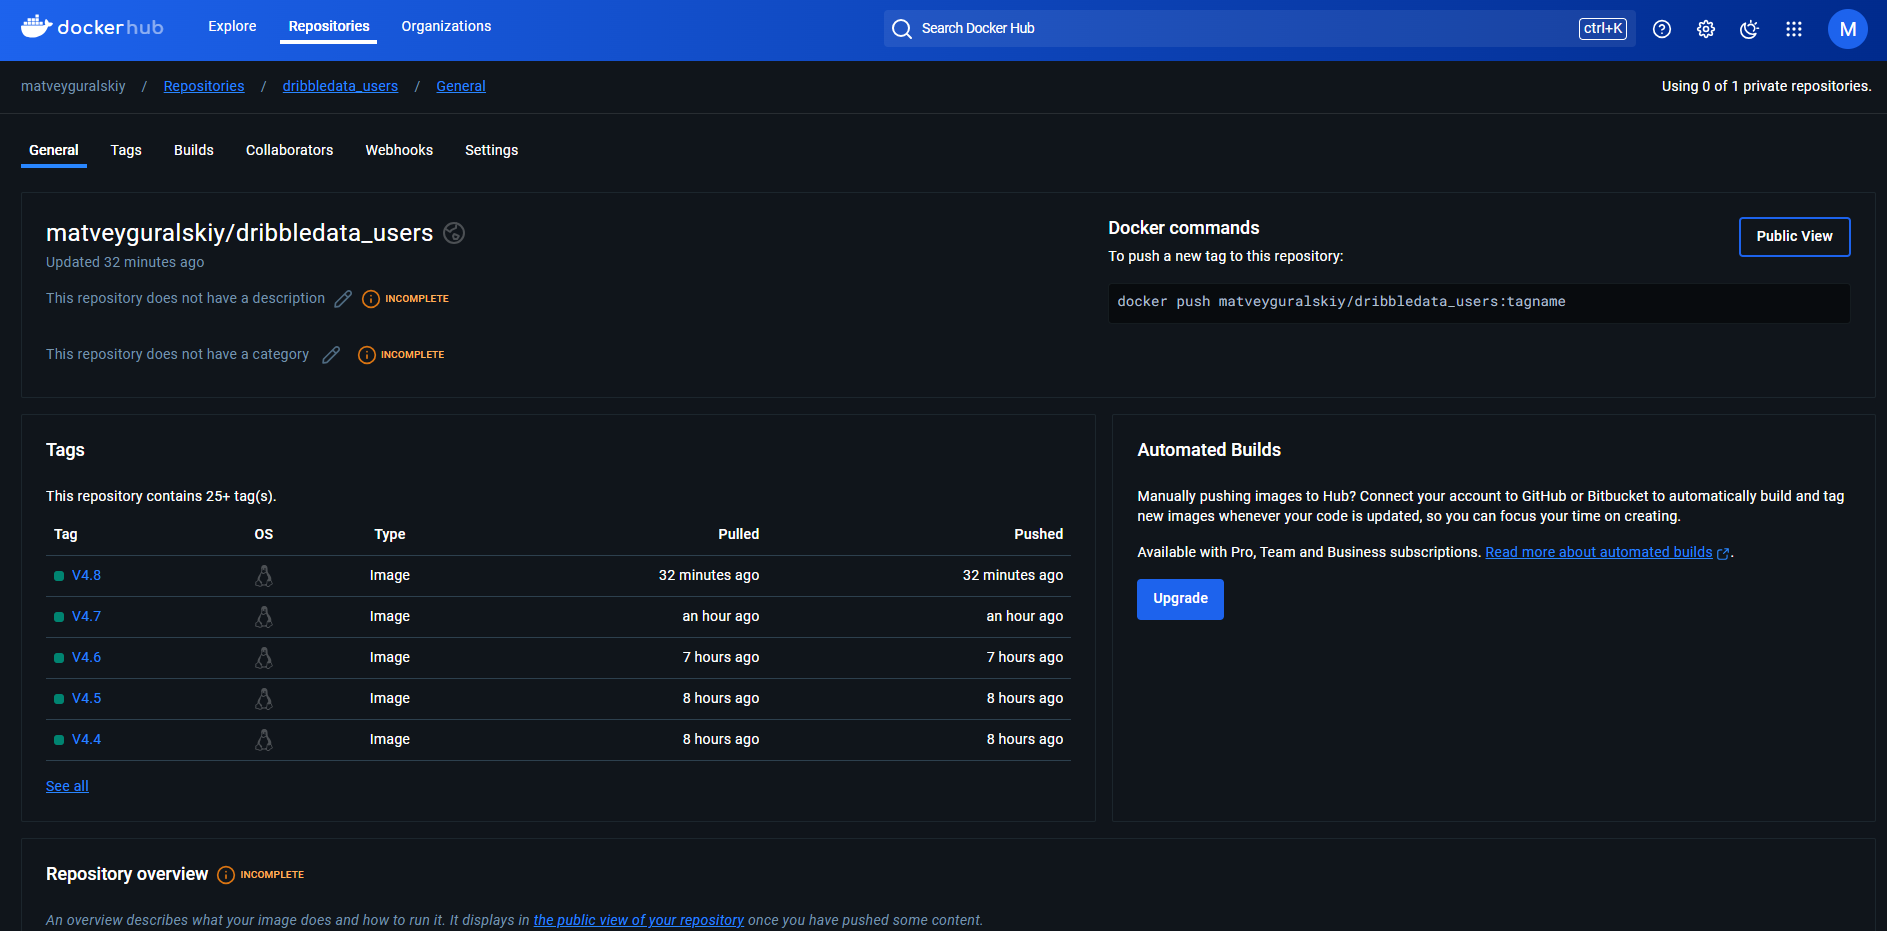 docker hub
Explore
Repositories
Organizations
Search Docker Hub
ctrl+K
M
matveyguralskiy / Repositories / dribbledata_users / General
Using 0 of 1 private repositories.
General
Tags
Builds
Collaborators
Webhooks
Settings
matveyguralskiy/dribbledata_users
Updated 32 minutes ago
This repository does not have a description INCOMPLETE
This repository does not have a category INCOMPLETE
Docker commands
To push a new tag to this repository:
Public View
docker push matveyguralskiy/dribbledata_users:tagname
Tags
This repository contains 25+ tag(s).
Tag OS Type Pulled Pushed
V4.8 Image 32 minutes ago 32 minutes ago
V4.7 Image an hour ago an hour ago
V4.6 Image 7 hours ago 7 hours ago
V4.5 Image 8 hours ago 8 hours ago
V4.4 Image 8 hours ago 8 hours ago
See all
Automated Builds
Manually pushing images to Hub? Connect your account to GitHub or Bitbucket to automatically build and tag
new images whenever your code is updated, so you can focus your time on creating.
Available with Pro, Team and Business subscriptions. Read more about automated builds.
Upgrade
Repository overview INCOMPLETE
An overview describes what your image does and how to run it. It displays in the public view of your repository once you have pushed some content.